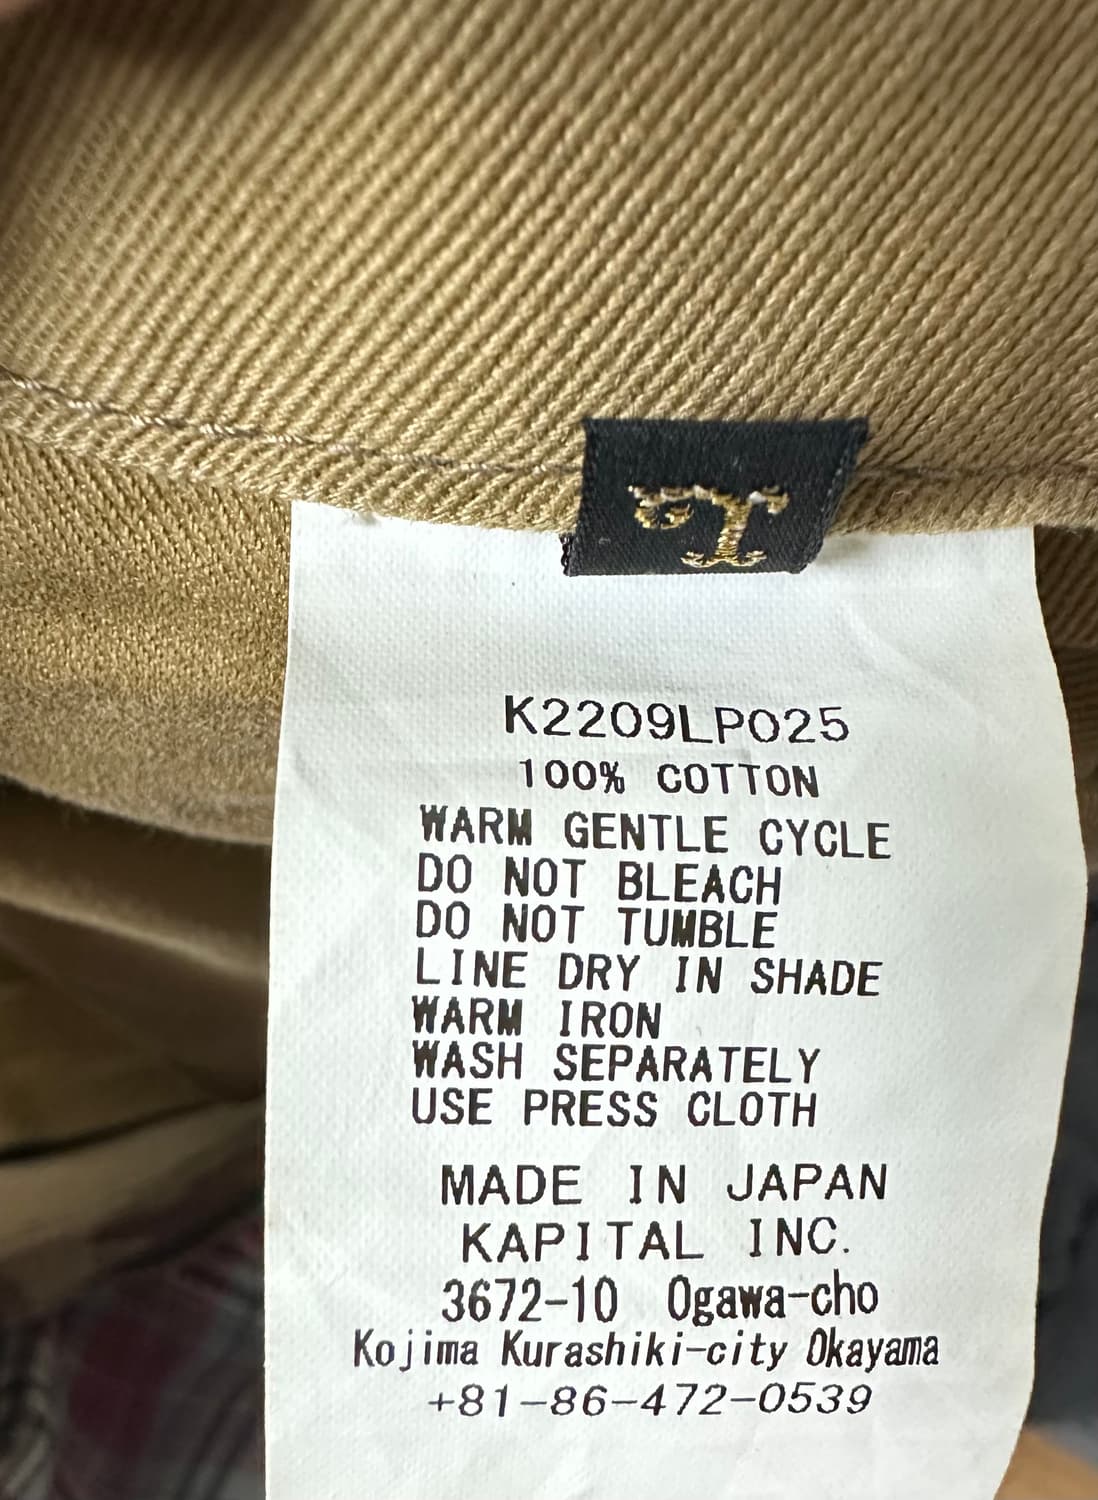 T
K2209LP025
100% COTTON
WARM GENTLE CYCLE
DO NOT BLEACH
DO NOT TUMBLE
LINE DRY IN SHADE
WARM IRON
WASH SEPARATELY
USE PRESS CLOTH
MADE IN JAPAN
KAPITAL INC.
3672-10 Ogawa-cho
Kojima Kurashiki-city Okayama
+81-86-472-0539